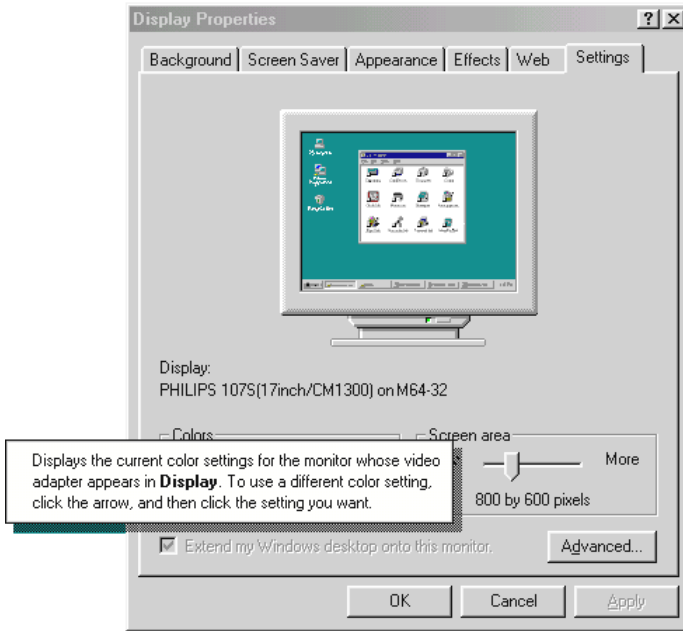 Display Properties
Background Screen Saver Appearance Effects Web Settings
Display:
PHILIPS 107S(17inch/CM1300) on M64-32
Colors
Screen area
Displays the current color settings for the monitor whose video
adapter appears in Display. To use a different color setting,
click the arrow, and then click the setting you want.
More
800 by 600 pixels
Extend my Windows desktop onto this monitor.
Advanced...
OK Cancel Apply